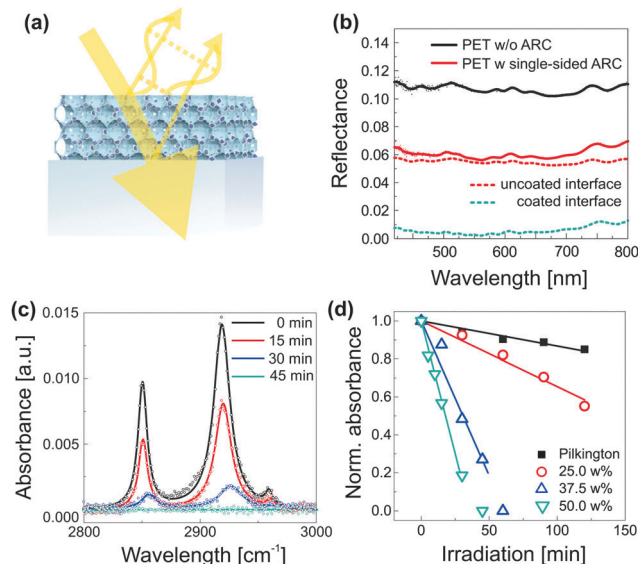 (a)
(b)
0.14
0.12
0.10
0.08
0.06
0.04
0.02
0.00
Reflectance
PET w/o ARC
PET w single-sided ARC
uncoated interface
coated interface
500
600
700
800
Wavelength [nm]
(c)
0.015
0.010
0.005
0.000
Absorbance [a.u.]
0 min
15 min
30 min
45 min
2800
2900
3000
Wavelength [cm⁻¹]
(d)
1.0
0.8
0.6
0.4
0.2
0.0
Norm. absorbance
Pilkington
25.0 w%
37.5 w%
50.0 w%
0
50
100
150
Irradiation [min]